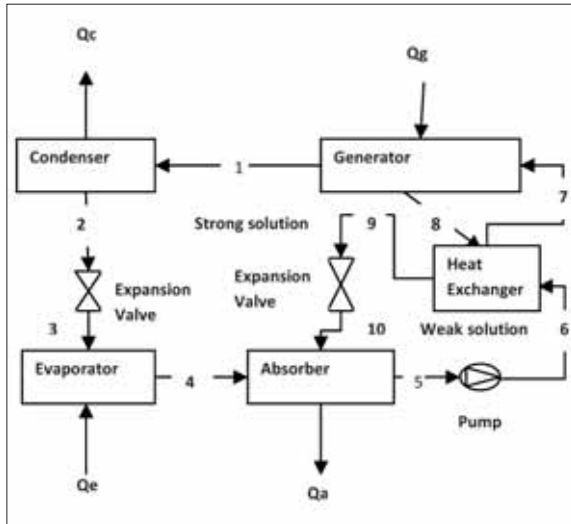 Qc
Qg
Condenser
1
Generator
2
Strong solution
9
8
7
Expansion
Valve
Expansion
Valve
Heat
Exchanger
3
10
Weak solution
6
Evaporator
4
Absorber
5
Pump
Qe
Qa